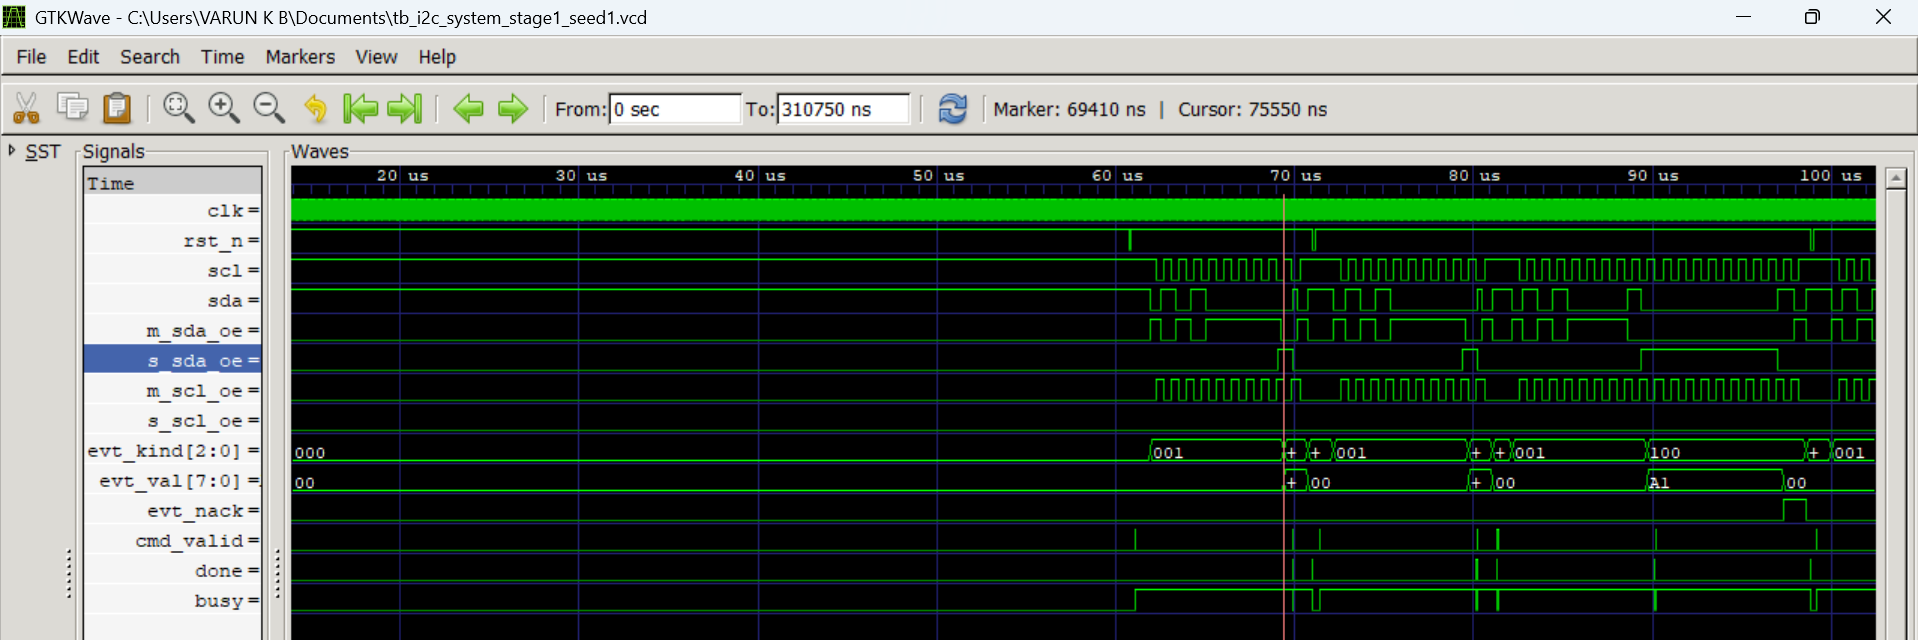 GTKWave - C:\Users\VARUN K B\Documents\tb_i2c_system_stage1_seed1.vcd
File Edit Search Time Markers View Help
From: 0 sec To: 310750 ns Marker: 69410 ns | Cursor: 75550 ns
SST
Signals
Waves
Time
20 us 30 us 40 us 50 us 60 us 70 us 80 us 90 us 100 us
clk=
rst_n=
scl=
sda=
m_sda_oe=
s_sda_oe=
m_scl_oe=
s_scl_oe=
evt_kind[2:0]= 000 001 + + 001 + + 001 100 + 001
evt_val[7:0]= 00 + 00 + 00 A1 00
evt_nack=
cmd_valid=
done=
busy=